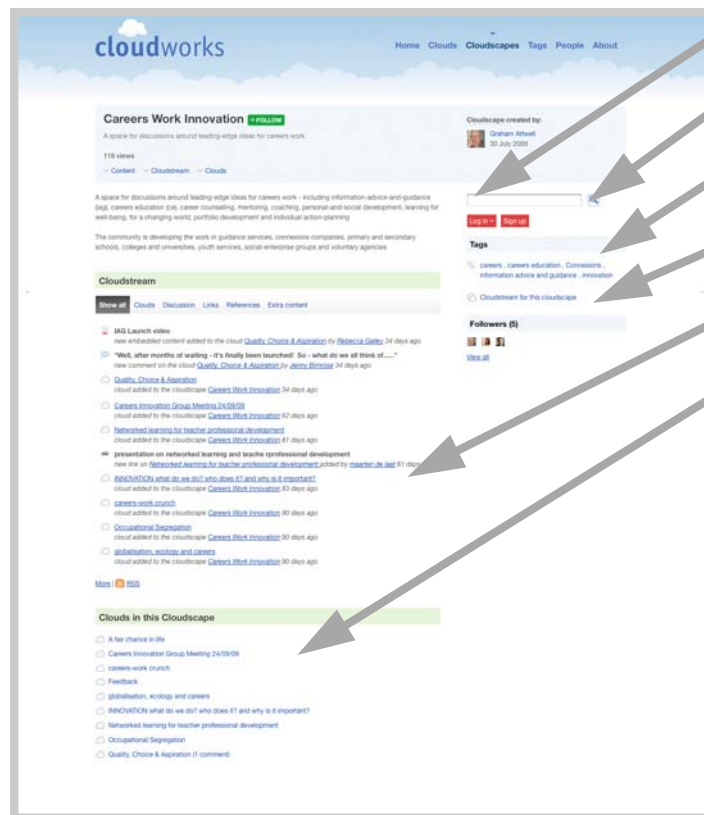 cloudworks
Home Clouds Cloudscapes Tags People About
Careers Work Innovation + FOLLOW
A space for discussions around leading-edge ideas for careers work
119 views
Content Cloudstream Clouds
Cloudscape created by:
Graham Attwell
30 July 2009
A space for discussions around leading-edge ideas for careers work - including information-advice-and-guidance
(iag), careers education (ce), career counselling, mentoring, coaching, personal-and social development, learning for
well-being, for a changing world, portfolio development and individual action-planning
The community is developing the work in guidance services, connexions companies, primary and secondary
schools, colleges and universities, youth services, social-enterprise groups and voluntary agencies
Log in Sign up
Tags
careers , careers education , Connexions ,
information advice and guidance , innovation
Cloudstream for this cloudscape
Followers (5)
View all
Cloudstream
Show all Clouds Discussion Links References Extra content
IAG Launch video
new embedded content added to the cloud Quality, Choice & Aspiration by Rebecca Galley 34 days ago
"Well, after months of waiting - it's finally been launched! So - what do we all think of....."
new comment on the cloud Quality, Choice & Aspiration by Jenny Bimrose 34 days ago
Quality, Choice & Aspiration
cloud added to the cloudscape Careers Work Innovation 34 days ago
Careers Innovation Group Meeting 24/09/09
cloud added to the cloudscape Careers Work Innovation 62 days ago
Networked learning for teacher professional development
cloud added to the cloudscape Careers Work Innovation 81 days ago
presentation on networked learning and teache rprofessional development
new link on Networked learning for teacher professional development added by maarten de laat 81 days
INNOVATION what do we do? who does it? and why is it important?
cloud added to the cloudscape Careers Work Innovation 83 days ago
careers-work crunch
cloud added to the cloudscape Careers Work Innovation 90 days ago
Occupational Segregation
cloud added to the cloudscape Careers Work Innovation 90 days ago
globalisation, ecology and careers
cloud added to the cloudscape Careers Work Innovation 90 days ago
More | RSS
Clouds in this Cloudscape
A fair chance in life
Careers Innovation Group Meeting 24/09/09
careers-work crunch
Feedback
globalisation, ecology and careers
INNOVATION what do we do? who does it? and why is it important?
Networked learning for teacher professional development
Occupational Segregation
Quality, Choice & Aspiration (1 comment)